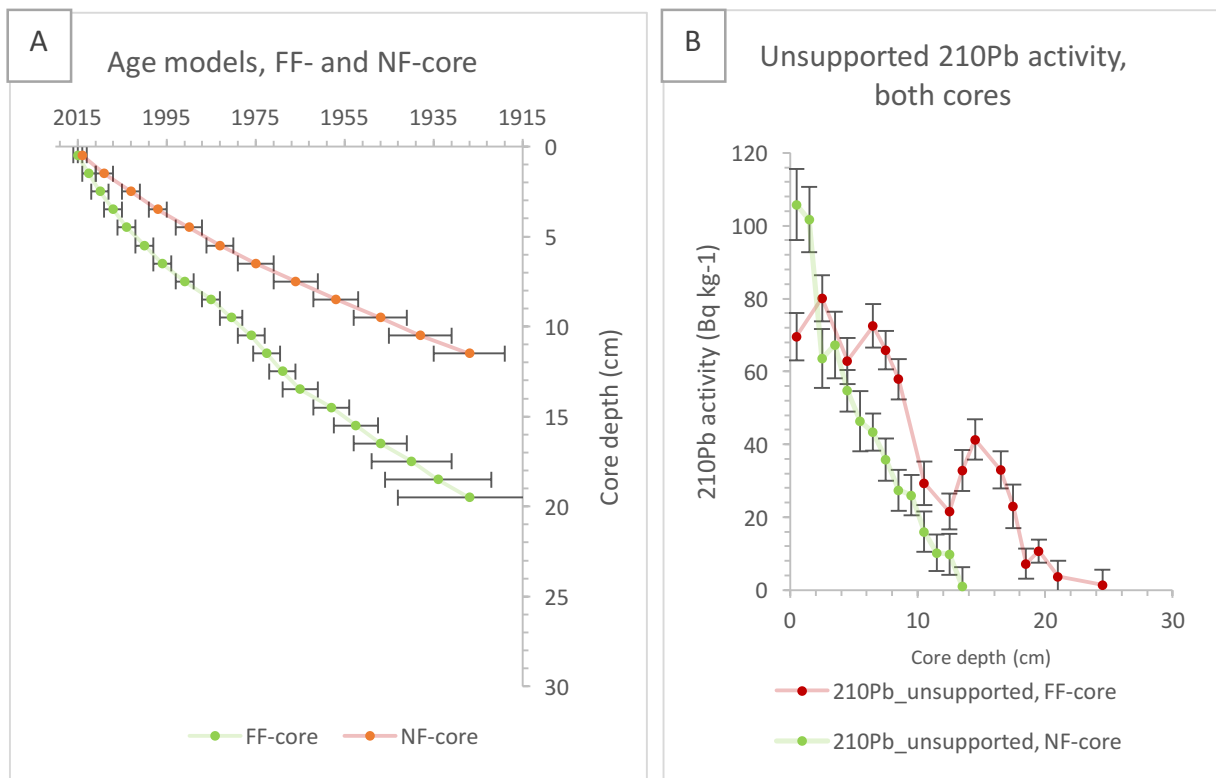 A
Age models, FF- and NF-core
2015 1995 1975 1955 1935 1915
0
5
10
15
20
25
30
Core depth (cm)
FF-core NF-core
B
Unsupported 210Pb activity,
both cores
210Pb activity (Bq kg-1)
120
100
80
60
40
20
0
0 10 20 30
Core depth (cm)
210Pb_unsupported, FF-core
210Pb_unsupported, NF-core